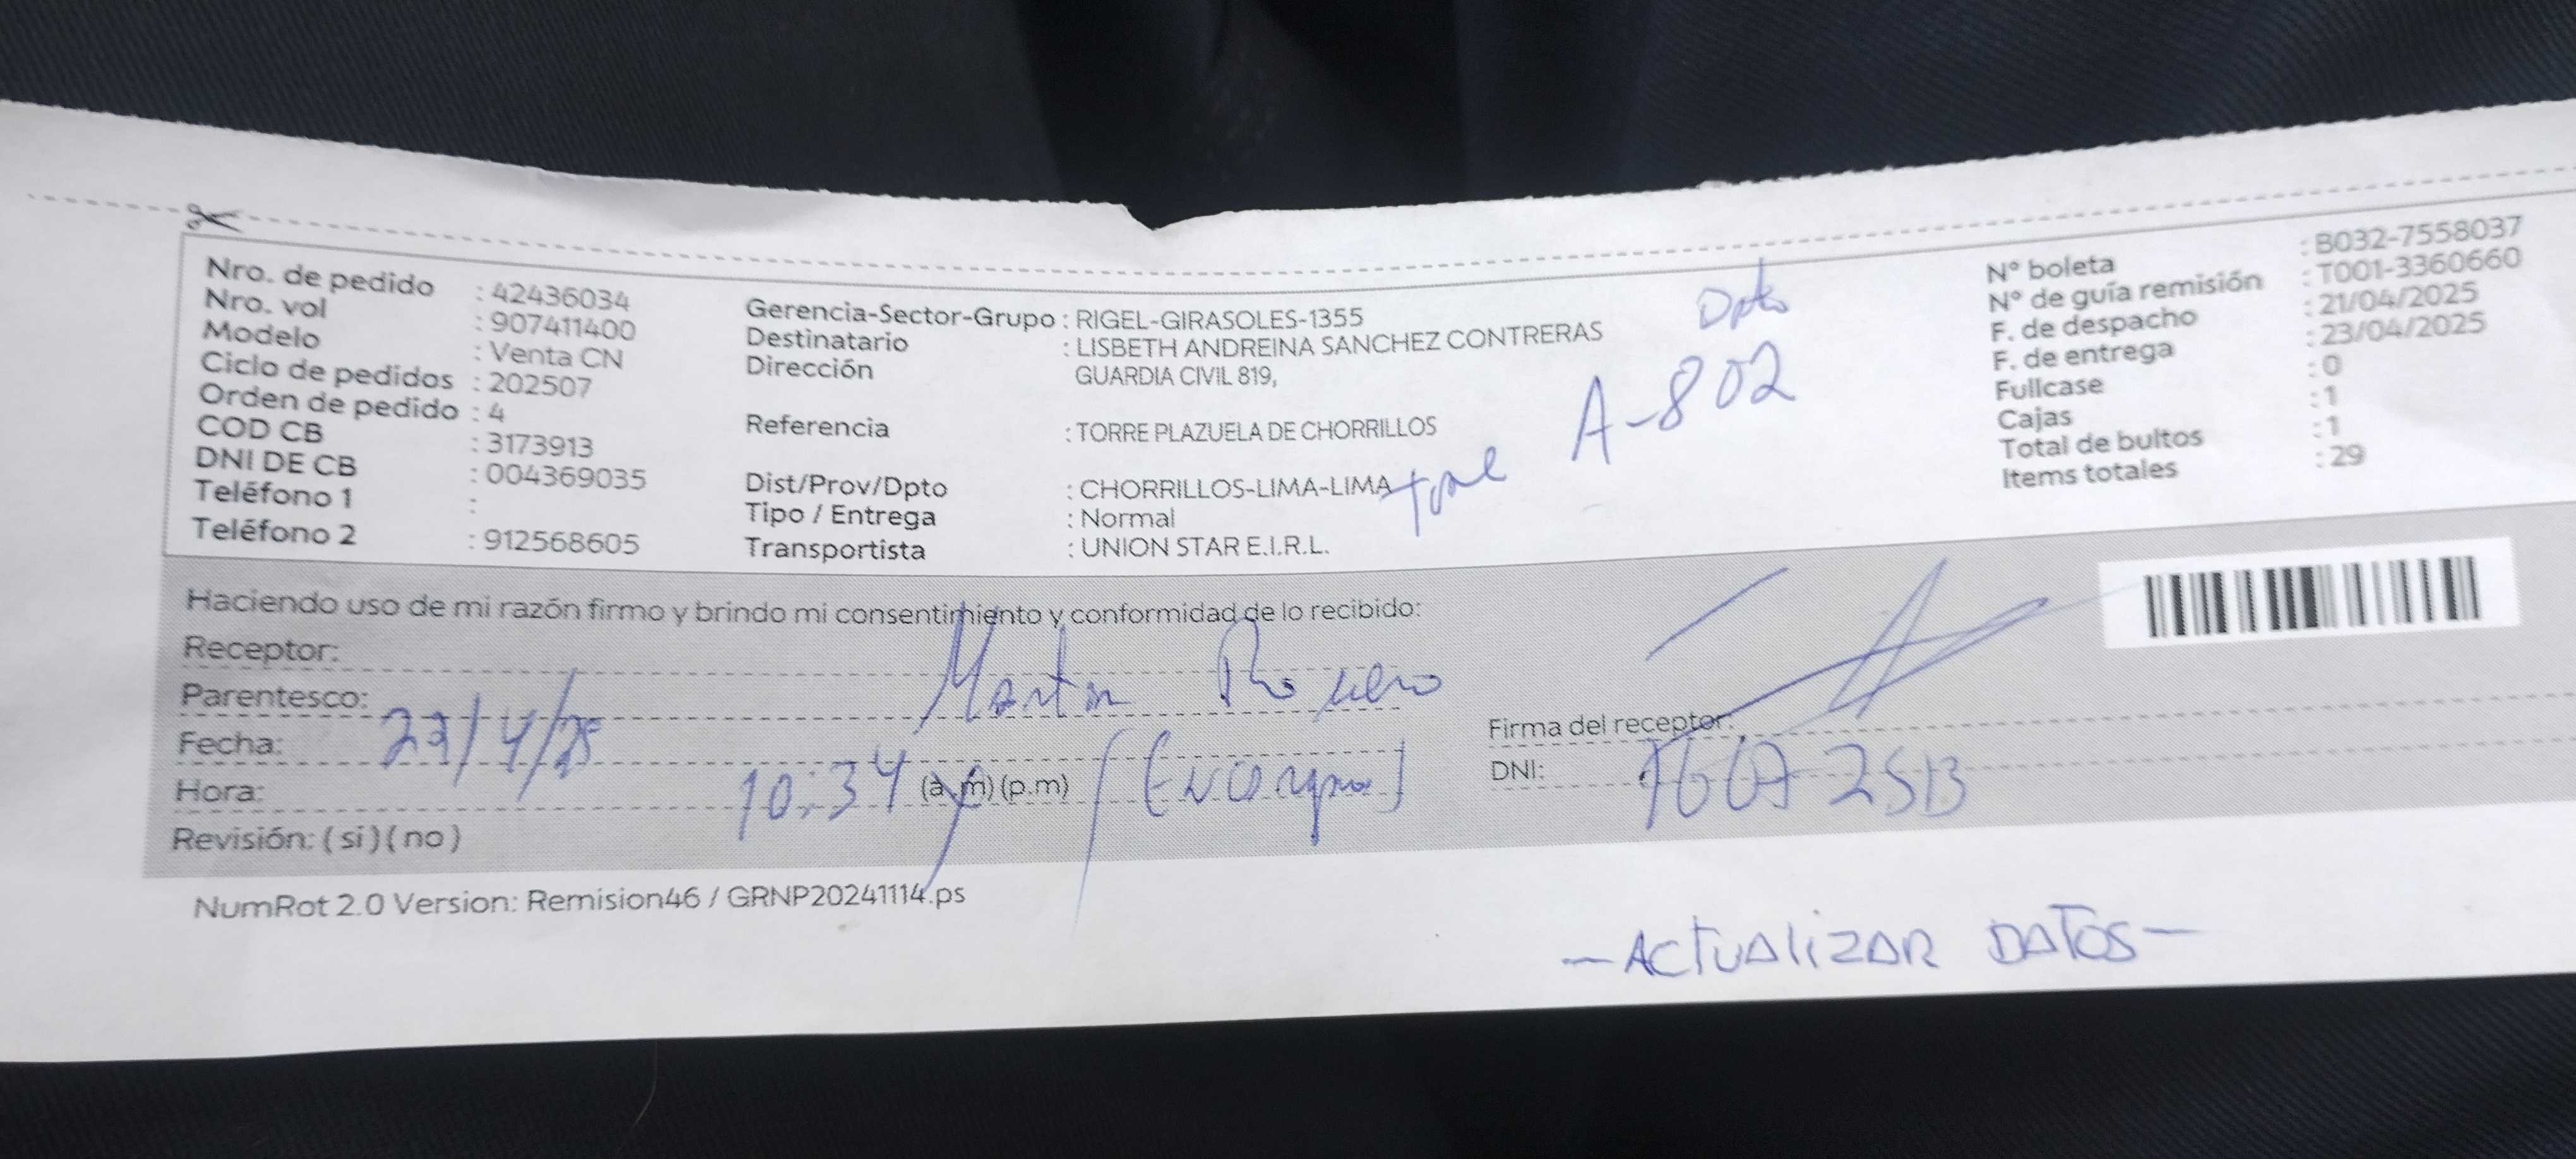 Nro. de pedido : 42436034
Nro. vol : 907411400
Modelo : Venta CN
Ciclo de pedidos : 202507
Orden de pedido : 4
COD CB : 3173913
DNI DE CB : 004369035
Teléfono 1 :
Teléfono 2 : 912568605
Gerencia-Sector-Grupo : RIGEL-GIRASOLES-1355
Destinatario : LISBETH ANDREINA SANCHEZ CONTRERAS
Dirección GUARDIA CIVIL 819,
Referencia : TORRE PLAZUELA DE CHORRILLOS
Dist/Prov/Dpto : CHORRILLOS-LIMA-LIMA
Tipo / Entrega : Normal
Transportista : UNION STAR E.I.R.L.
Dpto
A-802
N° boleta : B032-7558037
N° de guía remisión : T001-3360660
F. de despacho : 21/04/2025
F. de entrega : 23/04/2025
Fullcase : 0
Cajas : 1
Total de bultos : 1
Items totales : 29
Haciendo uso de mi razón firmo y brindo mi consentimiento y conformidad de lo recibido:
Receptor: Martin
Parentesco:
Fecha:
Hora: 10:34 (a.m)(p.m)
Revisión: ( si )( no )
Firma del receptor:
DNI:
NumRot 2.0 Version: Remision46 / GRNP20241114.ps
- ACTUALIZAR DATOS -